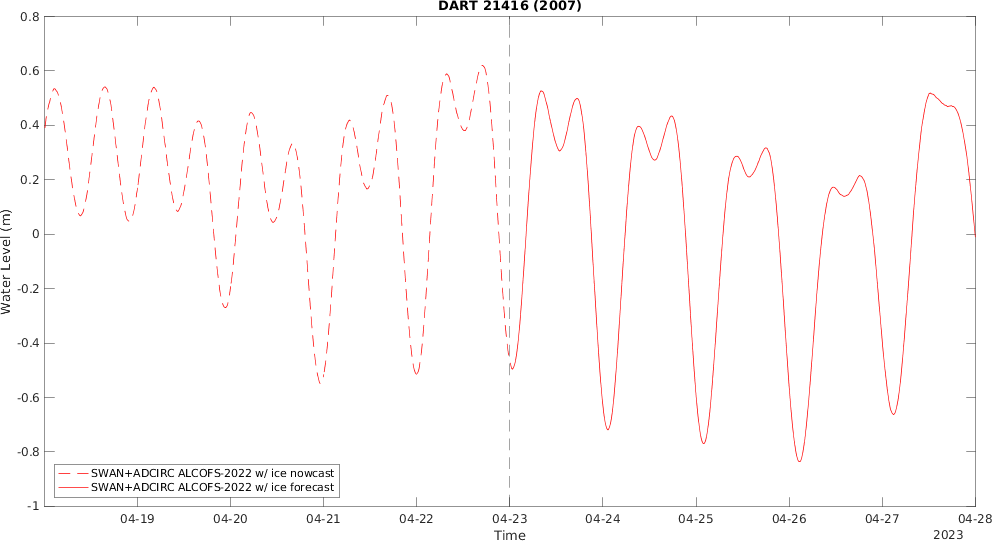 DART 21416 (2007)
0.8
0.6
0.4
0.2
0
-0.2
-0.4
-0.6
-0.8
-1
Water Level (m)
SWAN+ADCIRC ALCOFS-2022 w/ ice nowcast
SWAN+ADCIRC ALCOFS-2022 w/ ice forecast
04-19 04-20 04-21 04-22 04-23 04-24 04-25 04-26 04-27 04-28
Time
2023